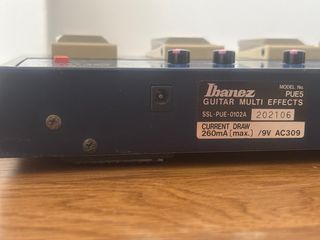 Ibanez MODEL No.
PUE5
GUITAR MULTI EFFECTS
SSL-PUE-0102A 202106
CURRENT DRAW
260mA (max.) /9V AC309